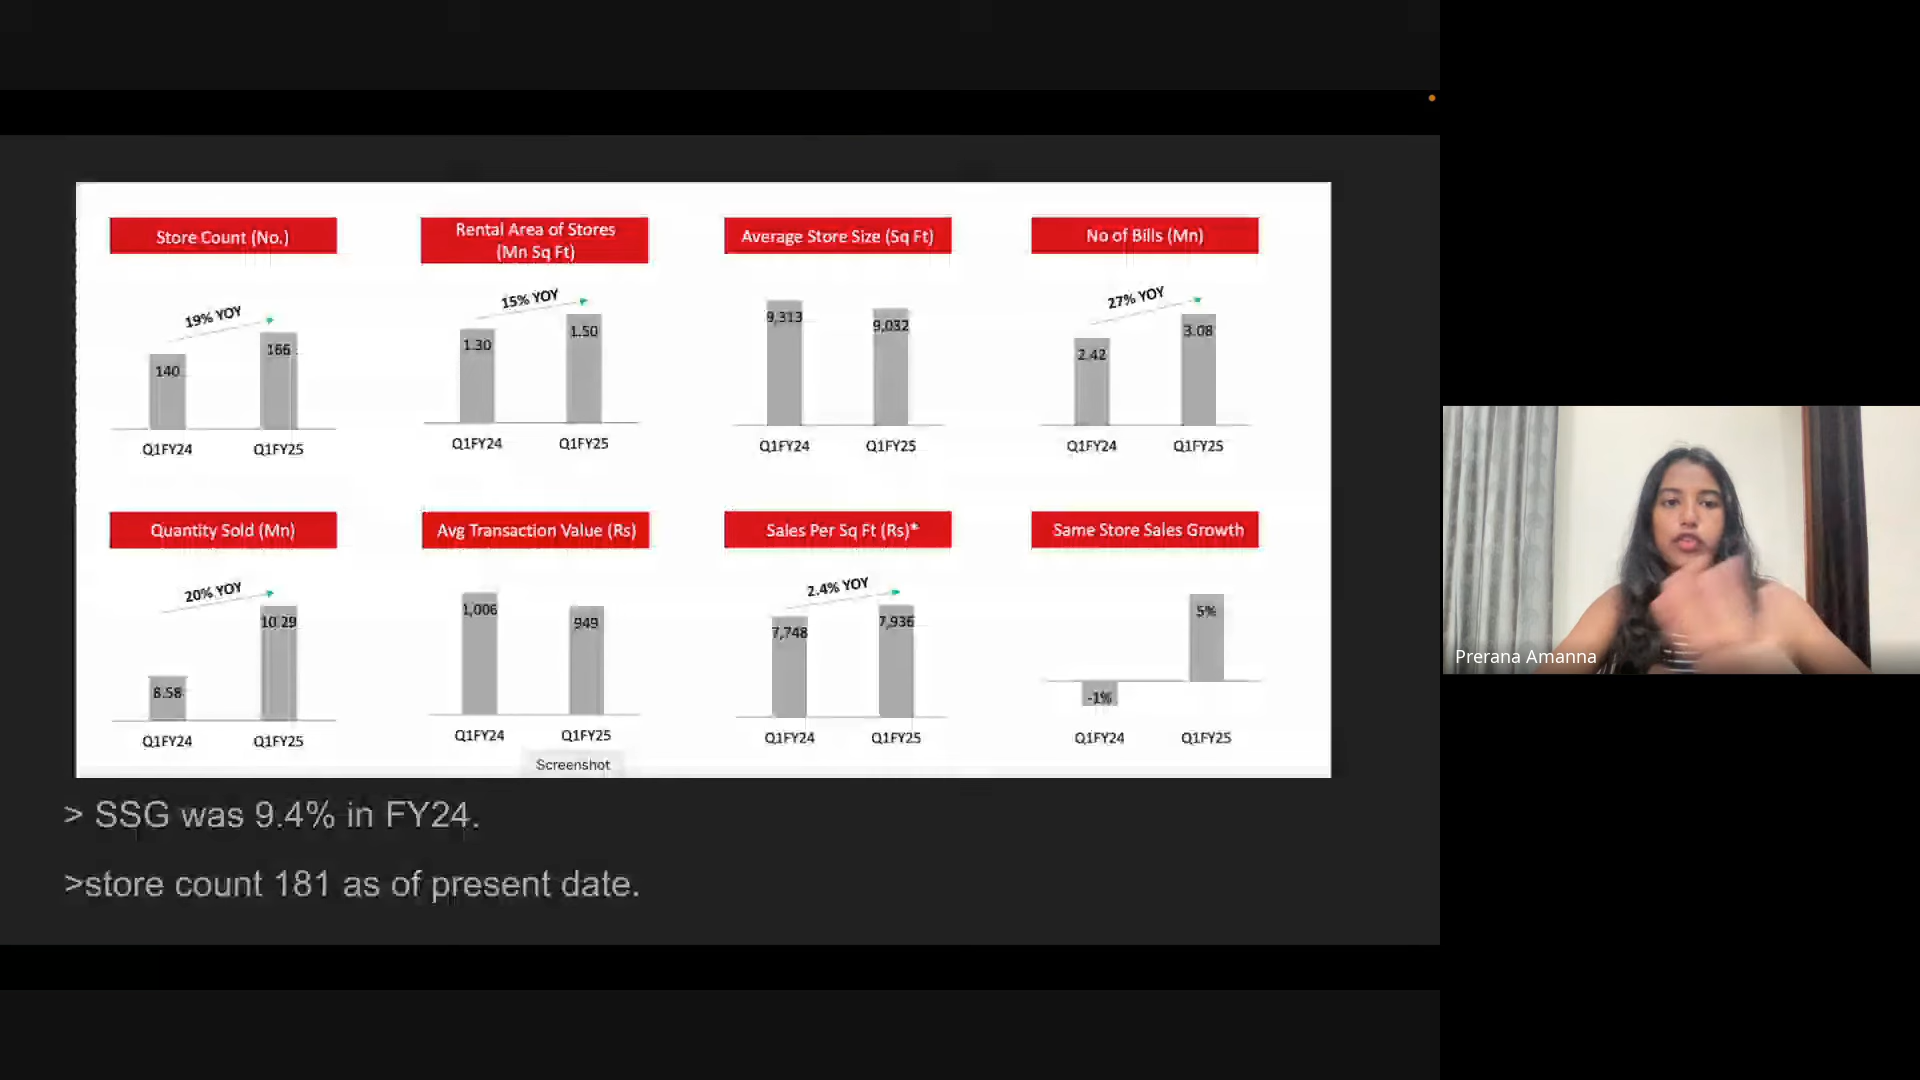 Store Count (No.)
19% YOY
140
166
Q1FY24
Q1FY25
Rental Area of Stores
(Mn Sq Ft)
15% YOY
1.30
1.50
Q1FY24
Q1FY25
Average Store Size (Sq Ft)
9,313
9,032
Q1FY24
Q1FY25
No of Bills (Mn)
27% YOY
2.42
3.08
Q1FY24
Q1FY25
Quantity Sold (Mn)
20% YOY
8.58
10.29
Q1FY24
Q1FY25
Avg Transaction Value (Rs)
1,006
949
Q1FY24
Q1FY25
Screenshot
Sales Per Sq Ft (Rs)*
2.4% YOY
7,748
7,936
Q1FY24
Q1FY25
Same Store Sales Growth
-1%
5%
Q1FY24
Q1FY25
> SSG was 9.4% in FY24.
>store count 181 as of present date.
Prerana Amanna